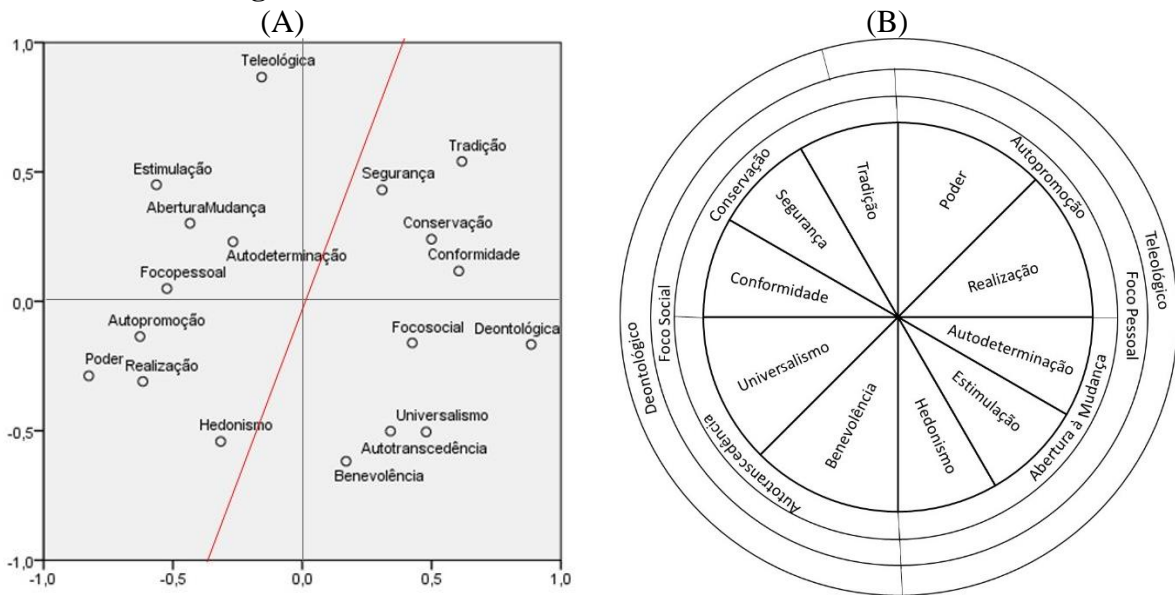 (A)
(B)
1,0
0,5
0,0
-0,5
-1,0
-1,0
-0,5
0,0
0,5
1,0
Teleológica
Tradição
Estimulação
Segurança
AberturaMudança
Conservação
Autodeterminação
Conformidade
Focopessoal
Autopromoção
Focosocial
Deontológica
Poder
Realização
Hedonismo
Universalismo
Autotranscedência
Benevolência
Conservação
Autopromoção
Tradição
Poder
Segurança
Teleológico
Realização
Conformidade
Foco Social
Foco Pessoal
Deontológico
Autodeterminação
Universalismo
Estimulação
Benevolência
Hedonismo
Abertura à Mudança
Autotranscedência